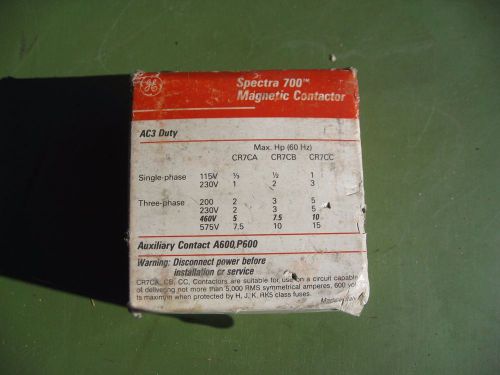 GE
Spectra 700™
Magnetic Contactor
AC3 Duty
Max. Hp (60 Hz)
CR7CA CR7CB CR7CC
Single-phase 115V ⅓ ½ 1
230V 1 2 3
Three-phase 200 2 3 5
230V 2 3 5
460V 5 7.5 10
575V 7.5 10 15
Auxiliary Contact A600,P600
Warning: Disconnect power before
installation or service
CR7CA, CB, CC, Contactors are suitable for use on a circuit capable
of delivering not more than 5,000 RMS symmetrical amperes, 600 vol
maximum when protected by H, J, K, RK5 class fuses.
Made in